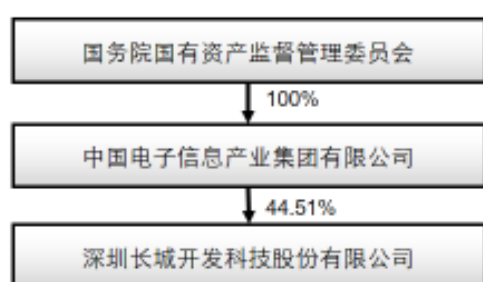 国务院国有资产监督管理委员会
100%
中国电子信息产业集团有限公司
44.51%
深圳长城开发科技股份有限公司